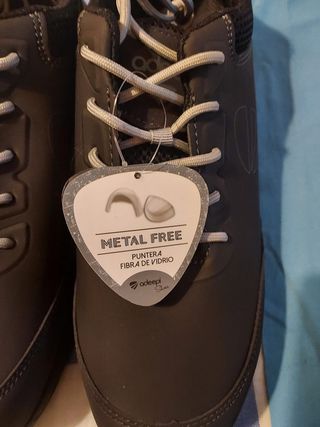 METAL FREE
PUNTERA
FIBRA DE VIDRIO
adeepi